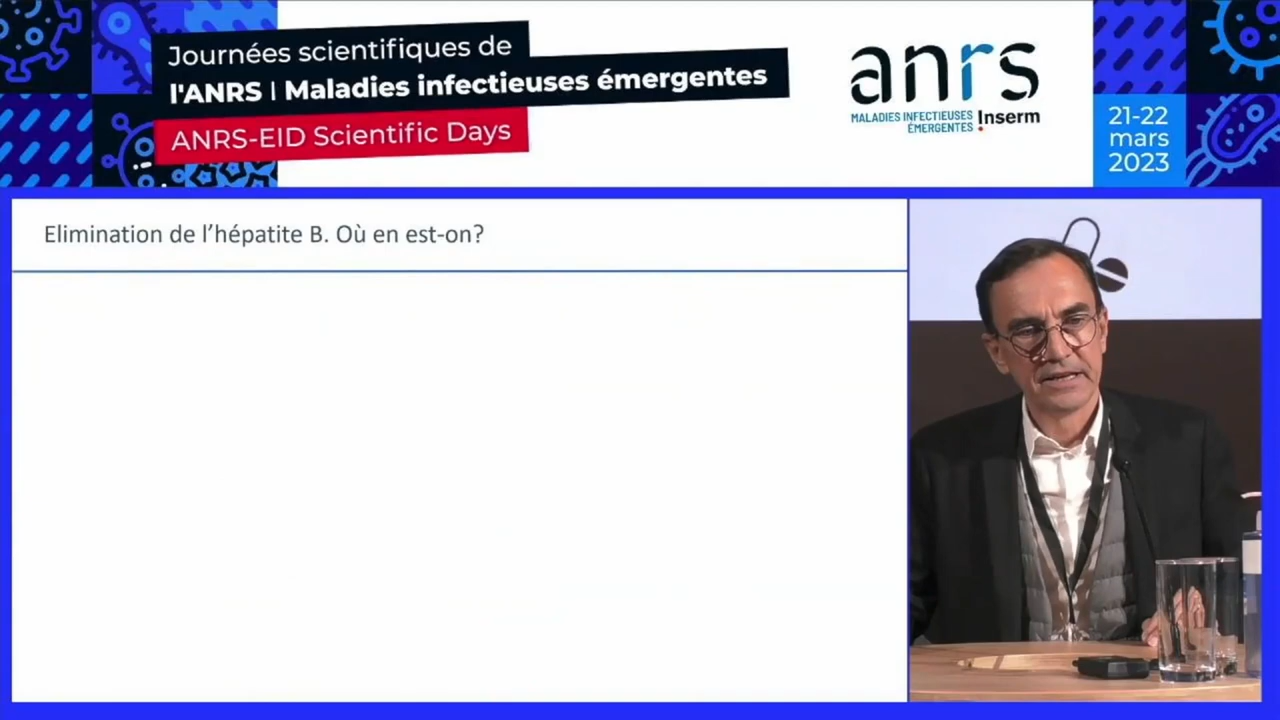 Journées scientifiques de
l'ANRS | Maladies infectieuses émergentes
ANRS-EID Scientific Days
anrs
MALADIES INFECTIEUSES
ÉMERGENTES Inserm
21-22
mars
2023
Elimination de l’hépatite B. Où en est-on?